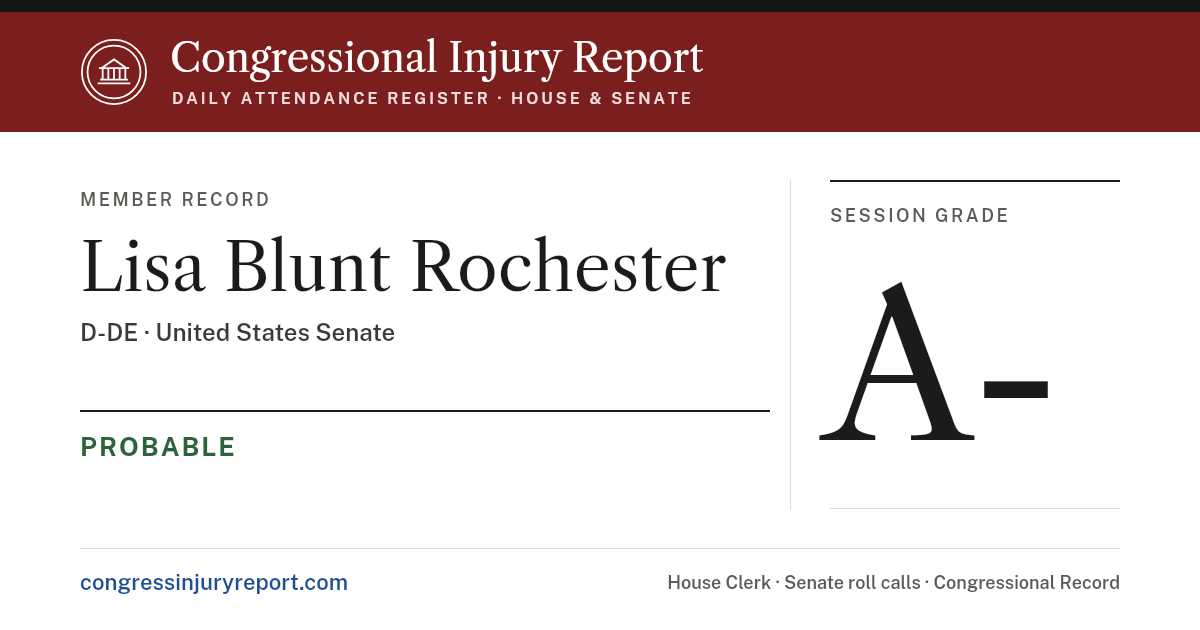 Congressional Injury Report
DAILY ATTENDANCE REGISTER · HOUSE & SENATE
MEMBER RECORD
Lisa Blunt Rochester
D-DE · United States Senate
PROBABLE
SESSION GRADE
A-
congressinjuryreport.com
House Clerk · Senate roll calls · Congressional Record